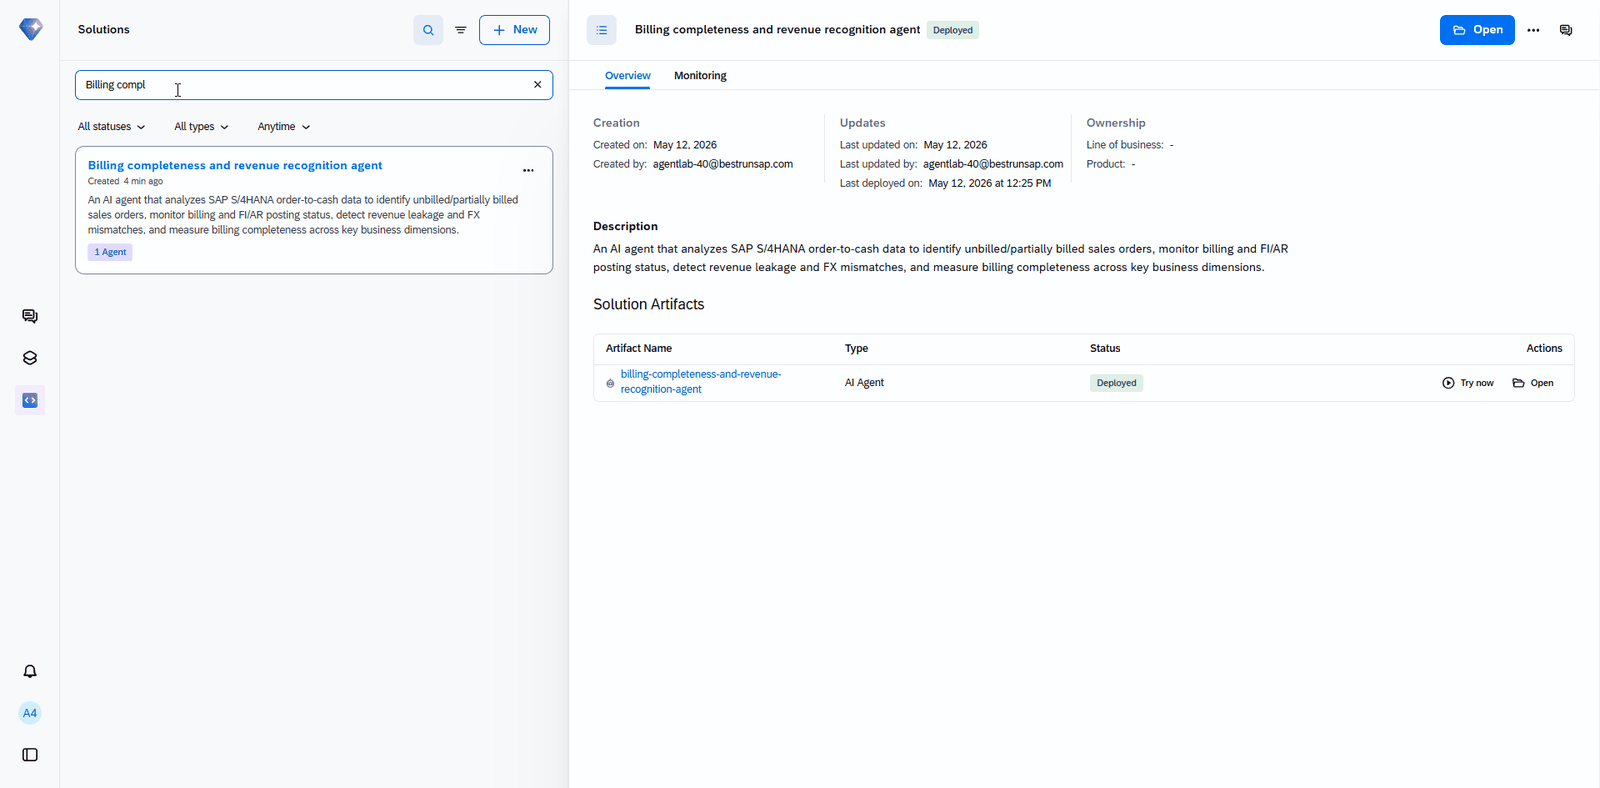 Solutions
New
Billing compl
All statuses
All types
Anytime
Billing completeness and revenue recognition agent
Created 4 min ago
An AI agent that analyzes SAP S/4HANA order-to-cash data to identify unbilled/partially billed
sales orders, monitor billing and FI/AR posting status, detect revenue leakage and FX
mismatches, and measure billing completeness across key business dimensions.
1 Agent
A4
Billing completeness and revenue recognition agent Deployed
Open
Overview Monitoring
Creation
Created on: May 12, 2026
Created by: agentlab-40@bestrunsap.com
Updates
Last updated on: May 12, 2026
Last updated by: agentlab-40@bestrunsap.com
Last deployed on: May 12, 2026 at 12:25 PM
Ownership
Line of business: -
Product: -
Description
An AI agent that analyzes SAP S/4HANA order-to-cash data to identify unbilled/partially billed sales orders, monitor billing and FI/AR
posting status, detect revenue leakage and FX mismatches, and measure billing completeness across key business dimensions.
Solution Artifacts
Artifact Name Type Status Actions
billing-completeness-and-revenue-
recognition-agent
AI Agent
Deployed
Try now
Open